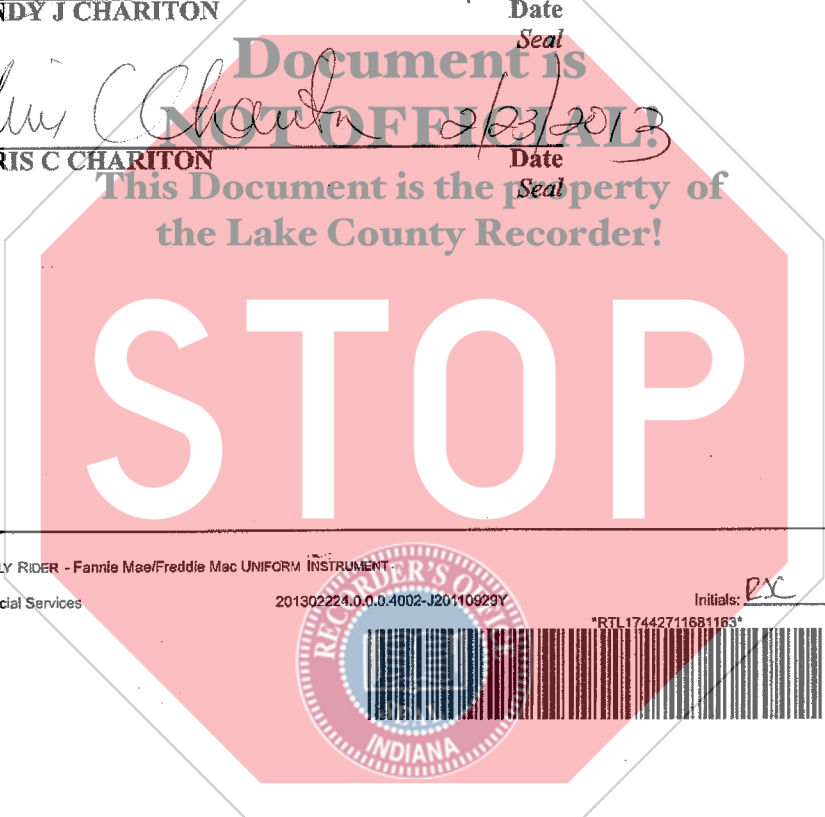 NDY J CHARITON Date
Seal
Document is
NOT OFFICIAL!
C Chariton 2/23/2013
RIS C CHARITON Date
This Document is the property of
Seal
the Lake County Recorder!
STOP
LY RIDER - Fannie Mae/Freddie Mac UNIFORM INSTRUMENT
cial Services 201302224.0.0.0.4002-J20110929Y Initials:
*RTL17442711681163*
RECORDER'S OFFICE
SEAL
INDIANA